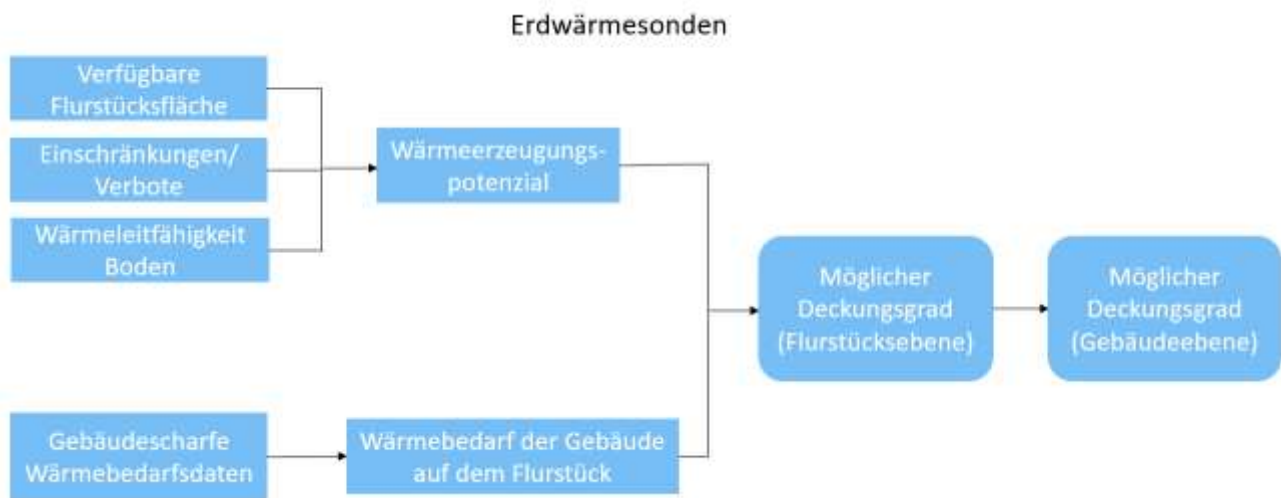 Erdwärmesonden
Verfügbare
Flurstücksfläche
Einschränkungen/
Verbote
Wärmeleitfähigkeit
Boden
Wärmeerzeugungs-
potenzial
Gebäudescharfe
Wärmebedarfsdaten
Wärmebedarf der Gebäude
auf dem Flurstück
Möglicher
Deckungsgrad
(Flurstücksebene)
Möglicher
Deckungsgrad
(Gebäudeebene)